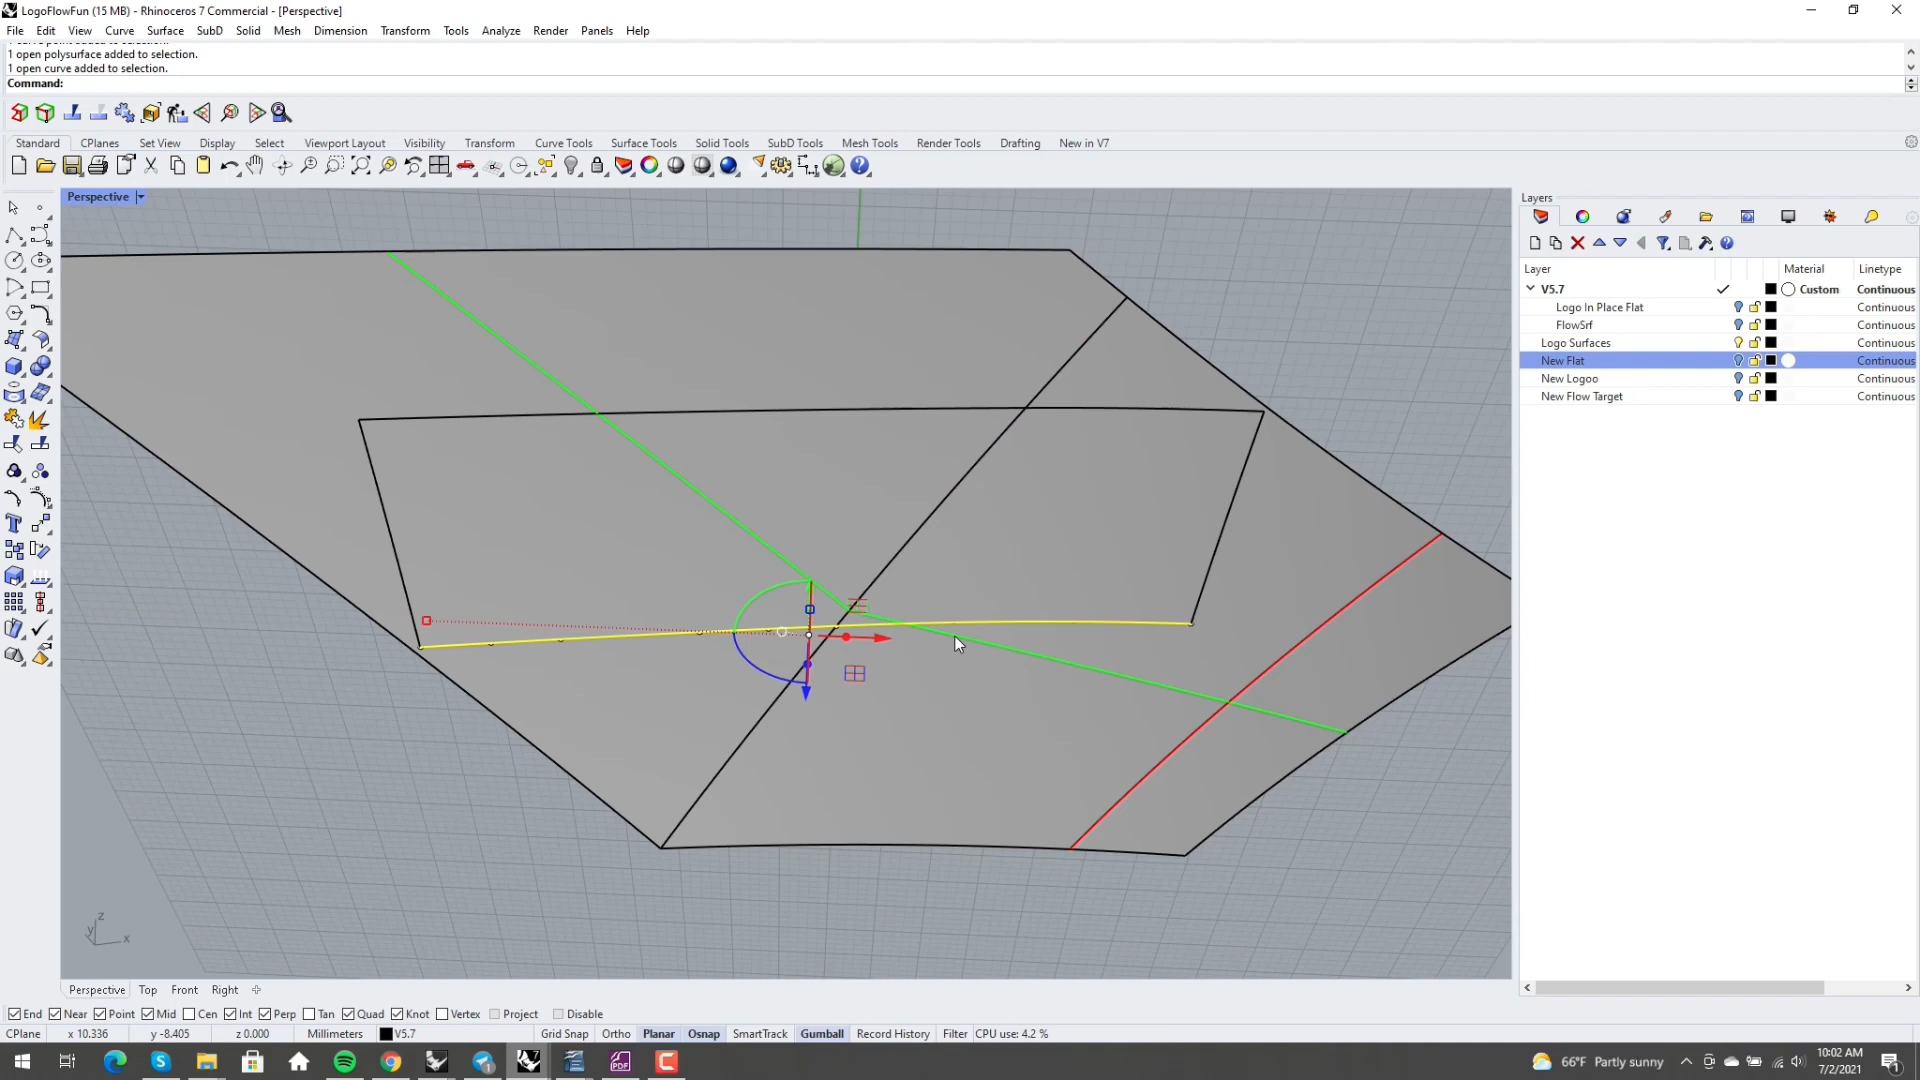 LogoFlowFun (15 MB) - Rhinoceros 7 Commercial - [Perspective]
File Edit View Curve Surface SubD Solid Mesh Dimension Transform Tools Analyze Render Panels Help
1 open polysurface added to selection.
1 open curve added to selection.
Command:
Standard CPlanes Set View Display Select Viewport Layout Visibility Transform Curve Tools Surface Tools Solid Tools SubD Tools Mesh Tools Render Tools Drafting New in V7
Perspective
Layers
Layer Material Linetype
V5.7 Custom Continuous
Logo In Place Flat Continuous
FlowSrf Continuous
Logo Surfaces Continuous
New Flat Continuous
New Logoo Continuous
New Flow Target Continuous
z
y x
Perspective Top Front Right
End Near Point Mid Cen Int Perp Tan Quad Knot Vertex Project Disable
CPlane x 10.336 y -8.405 z 0.000 Millimeters V5.7 Grid Snap Ortho Planar Osnap SmartTrack Gumball Record History Filter CPU use: 4.2 %
66°F Partly sunny
10:02 AM
7/2/2021